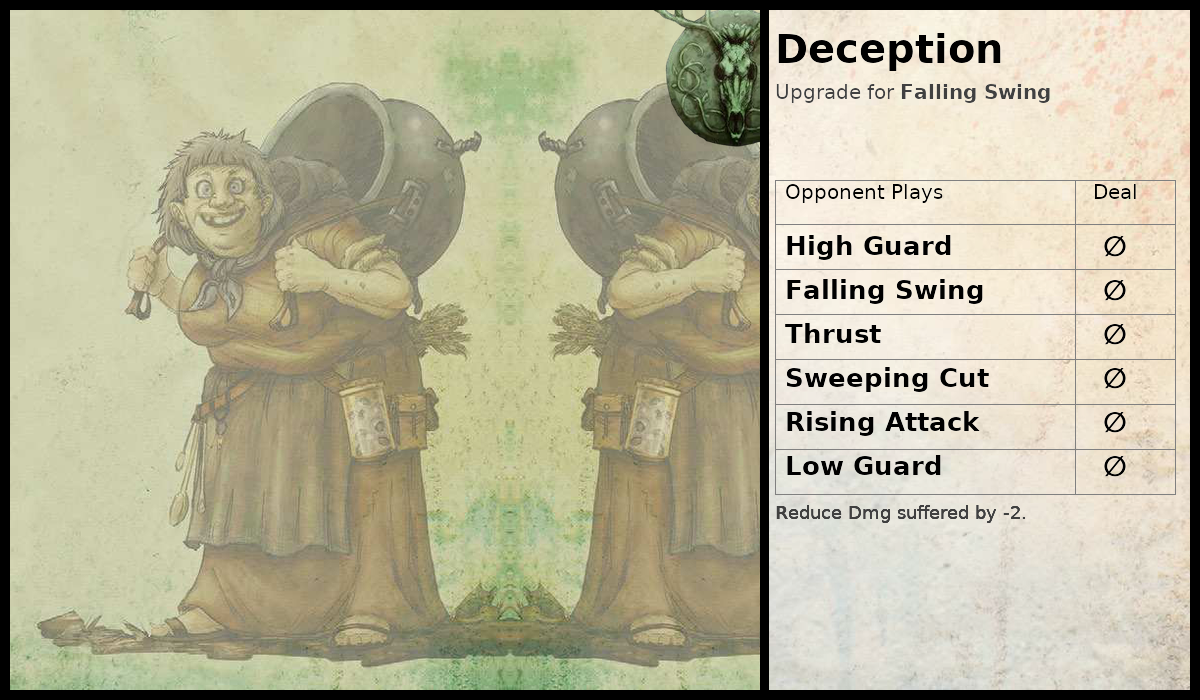 Deception
Upgrade for Falling Swing
Opponent Plays Deal
High Guard ∅
Falling Swing ∅
Thrust ∅
Sweeping Cut ∅
Rising Attack ∅
Low Guard ∅
Reduce Dmg suffered by -2.